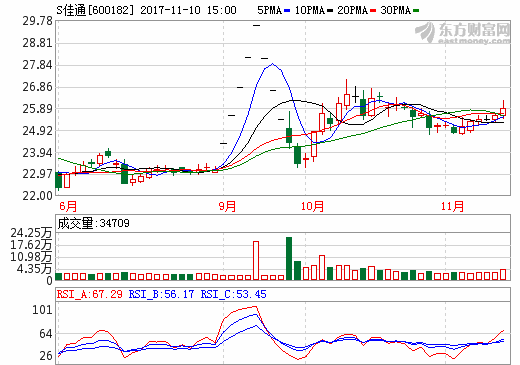 S佳通[600182] 2017-11-10 15:00 5PMA 10PMA 20PMA 30PMA
29.78
28.81
27.84
26.86
25.89
24.92
23.94
22.97
22.00
东方财富网
eastmoney.com
6月 9月 10月 11月
成交量:34709
24.25万
17.62万
10.98万
4.35万
0
RSI_A:67.29 RSI_B:56.17 RSI_C:53.45
101
64
26